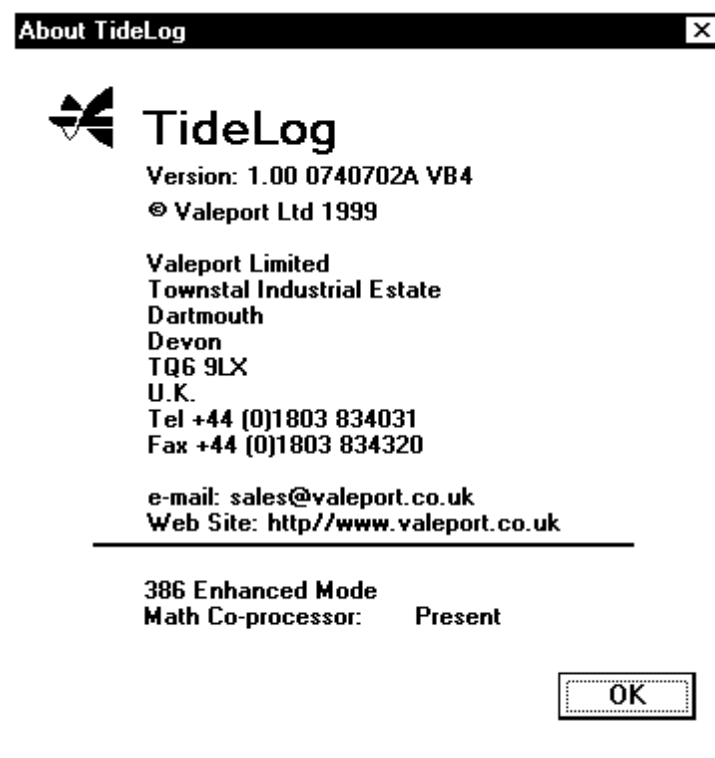 About TideLog
TideLog
Version: 1.00 0740702A VB4
© Valeport Ltd 1999
Valeport Limited
Townstal Industrial Estate
Dartmouth
Devon
TQ6 9LX
U.K.
Tel +44 (0)1803 834031
Fax +44 (0)1803 834320
e-mail: sales@valeport.co.uk
Web Site: http//www.valeport.co.uk
386 Enhanced Mode
Math Co-processor: Present
OK